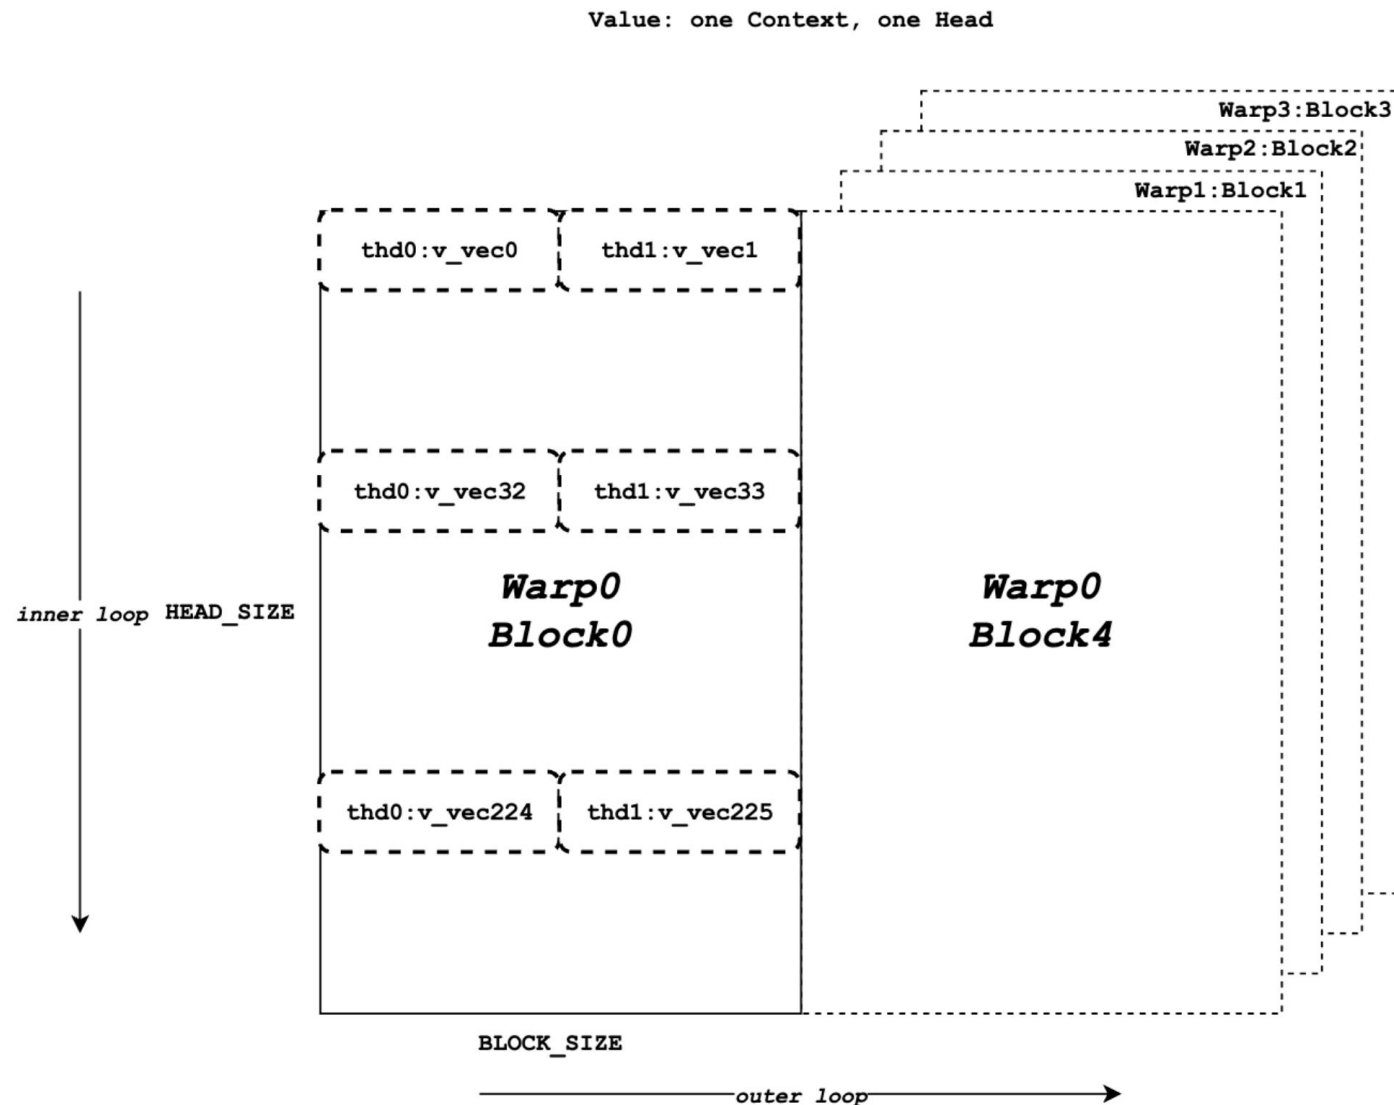 Value: one Context, one Head
Warp3:Block3
Warp2:Block2
Warp1:Block1
thd0:v_vec0 thd1:v_vec1
thd0:v_vec32 thd1:v_vec33
Warp0
Block0
Warp0
Block4
inner loop HEAD_SIZE
thd0:v_vec224 thd1:v_vec225
BLOCK_SIZE
outer loop